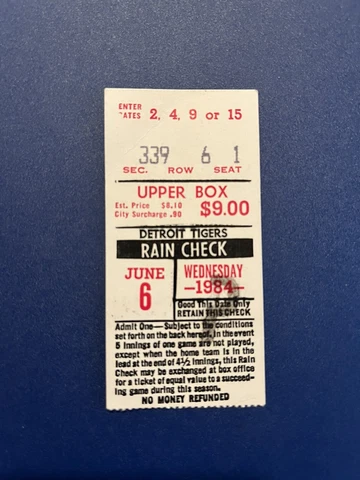 ENTER
GATES 2, 4, 9 or 15
339 6 1
SEC. ROW SEAT
UPPER BOX
Est. Price $8.10
City Surcharge .90 $9.00
DETROIT TIGERS
RAIN CHECK
JUNE
6
WEDNESDAY
—1984—
Good This Date Only
RETAIN THIS CHECK
Admit One—Subject to the conditions
set forth on the back hereof. In the event
5 innings of one game are not played,
except when the home team is in the
lead at the end of 4½ innings, this Rain
Check may be exchanged at box office
for a ticket of equal value to a succeed-
ing game during this season.
NO MONEY REFUNDED